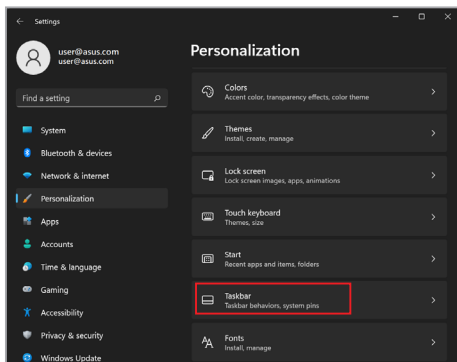 Settings
user@asus.com
user@asus.com
Find a setting
System
Bluetooth & devices
Network & internet
Personalization
Apps
Accounts
Time & language
Gaming
Accessibility
Privacy & security
Windows Update
Personalization
Colors
Accent color, transparency effects, color theme
Themes
Install, create, manage
Lock screen
Lock screen images, apps, animations
Touch keyboard
Themes, size
Start
Recent apps and items, folders
Taskbar
Taskbar behaviors, system pins
Fonts
Install, manage